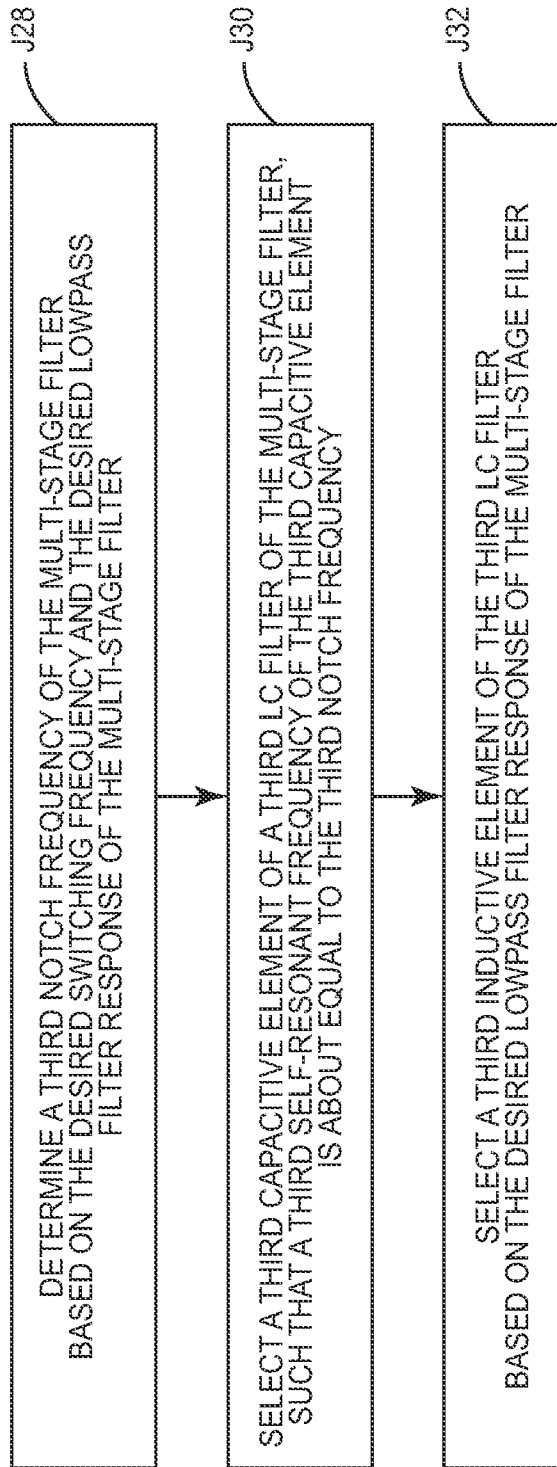 DETERMINE A THIRD NOTCH FREQUENCY OF THE MULTI-STAGE FILTER
BASED ON THE DESIRED SWITCHING FREQUENCY AND THE DESIRED LOWPASS
FILTER RESPONSE OF THE MULTI-STAGE FILTER
J28
SELECT A THIRD CAPACITIVE ELEMENT OF A THIRD LC FILTER OF THE MULTI-STAGE FILTER,
SUCH THAT A THIRD SELF-RESONANT FREQUENCY OF THE THIRD CAPACITIVE ELEMENT
IS ABOUT EQUAL TO THE THIRD NOTCH FREQUENCY
J30
SELECT A THIRD INDUCTIVE ELEMENT OF THE THIRD LC FILTER
BASED ON THE DESIRED LOWPASS FILTER RESPONSE OF THE MULTI-STAGE FILTER
J32